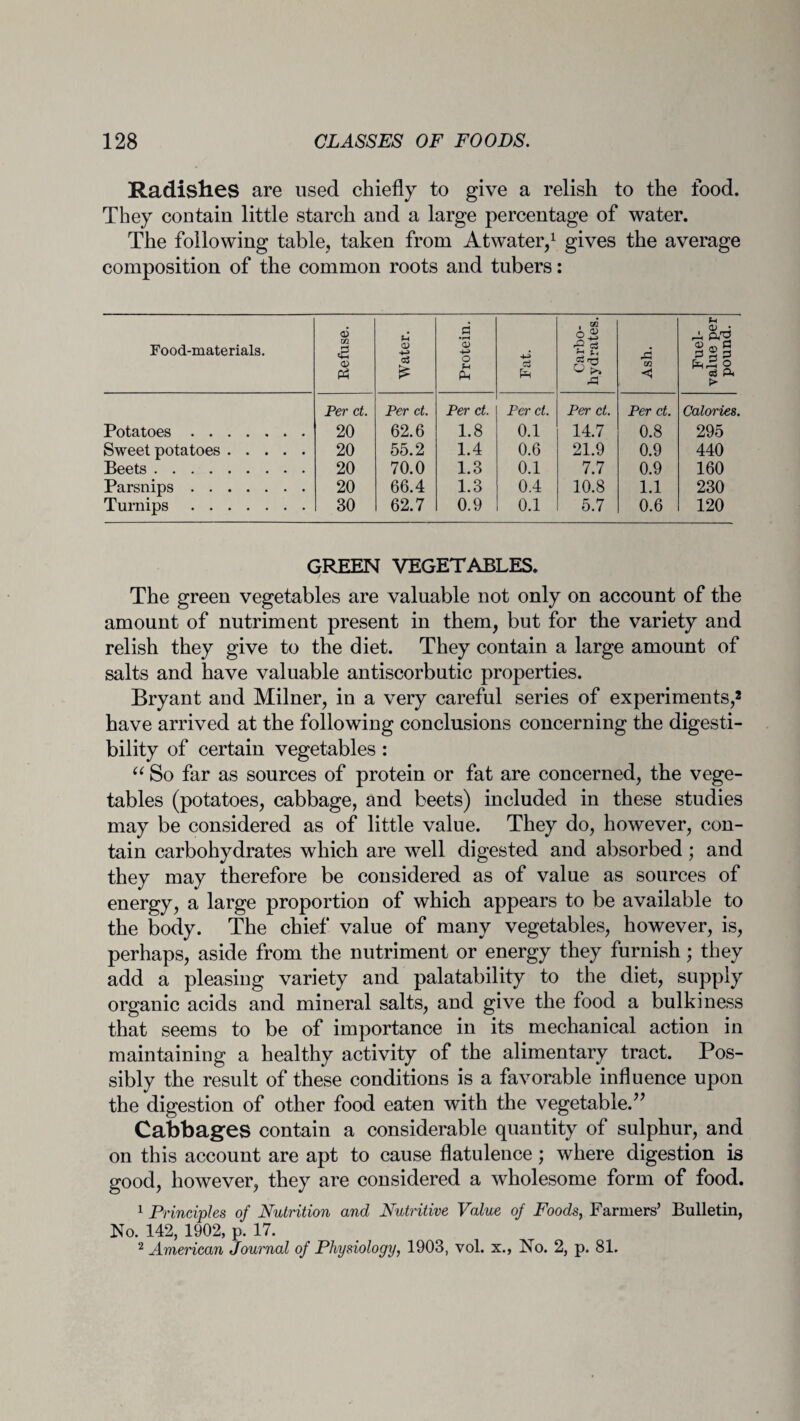 128 CLASSES OF FOODS.
Radishes are used chiefly to give a relish to the food.
They contain little starch and a large percentage of water.
The following table, taken from Atwater,¹ gives the average
composition of the common roots and tubers:
Food-materials. Refuse. Water. Protein. Fat. Carbo-hydrates. Ash. Fuel-value per pound.
Per ct. Per ct. Per ct. Per ct. Per ct. Per ct. Calories.
Potatoes . . . . . . . 20 62.6 1.8 0.1 14.7 0.8 295
Sweet potatoes . . . . . 20 55.2 1.4 0.6 21.9 0.9 440
Beets . . . . . . . . . 20 70.0 1.3 0.1 7.7 0.9 160
Parsnips . . . . . . . 20 66.4 1.3 0.4 10.8 1.1 230
Turnips . . . . . . . 30 62.7 0.9 0.1 5.7 0.6 120
GREEN VEGETABLES.
The green vegetables are valuable not only on account of the
amount of nutriment present in them, but for the variety and
relish they give to the diet. They contain a large amount of
salts and have valuable antiscorbutic properties.
Bryant and Milner, in a very careful series of experiments,²
have arrived at the following conclusions concerning the digesti-
bility of certain vegetables :
“ So far as sources of protein or fat are concerned, the vege-
tables (potatoes, cabbage, and beets) included in these studies
may be considered as of little value. They do, however, con-
tain carbohydrates which are well digested and absorbed ; and
they may therefore be considered as of value as sources of
energy, a large proportion of which appears to be available to
the body. The chief value of many vegetables, however, is,
perhaps, aside from the nutriment or energy they furnish ; they
add a pleasing variety and palatability to the diet, supply
organic acids and mineral salts, and give the food a bulkiness
that seems to be of importance in its mechanical action in
maintaining a healthy activity of the alimentary tract. Pos-
sibly the result of these conditions is a favorable influence upon
the digestion of other food eaten with the vegetable.”
Cabbages contain a considerable quantity of sulphur, and
on this account are apt to cause flatulence ; where digestion is
good, however, they are considered a wholesome form of food.
¹ Principles of Nutrition and Nutritive Value of Foods, Farmers’ Bulletin,
No. 142, 1902, p. 17.
² American Journal of Physiology, 1903, vol. x., No. 2, p. 81.